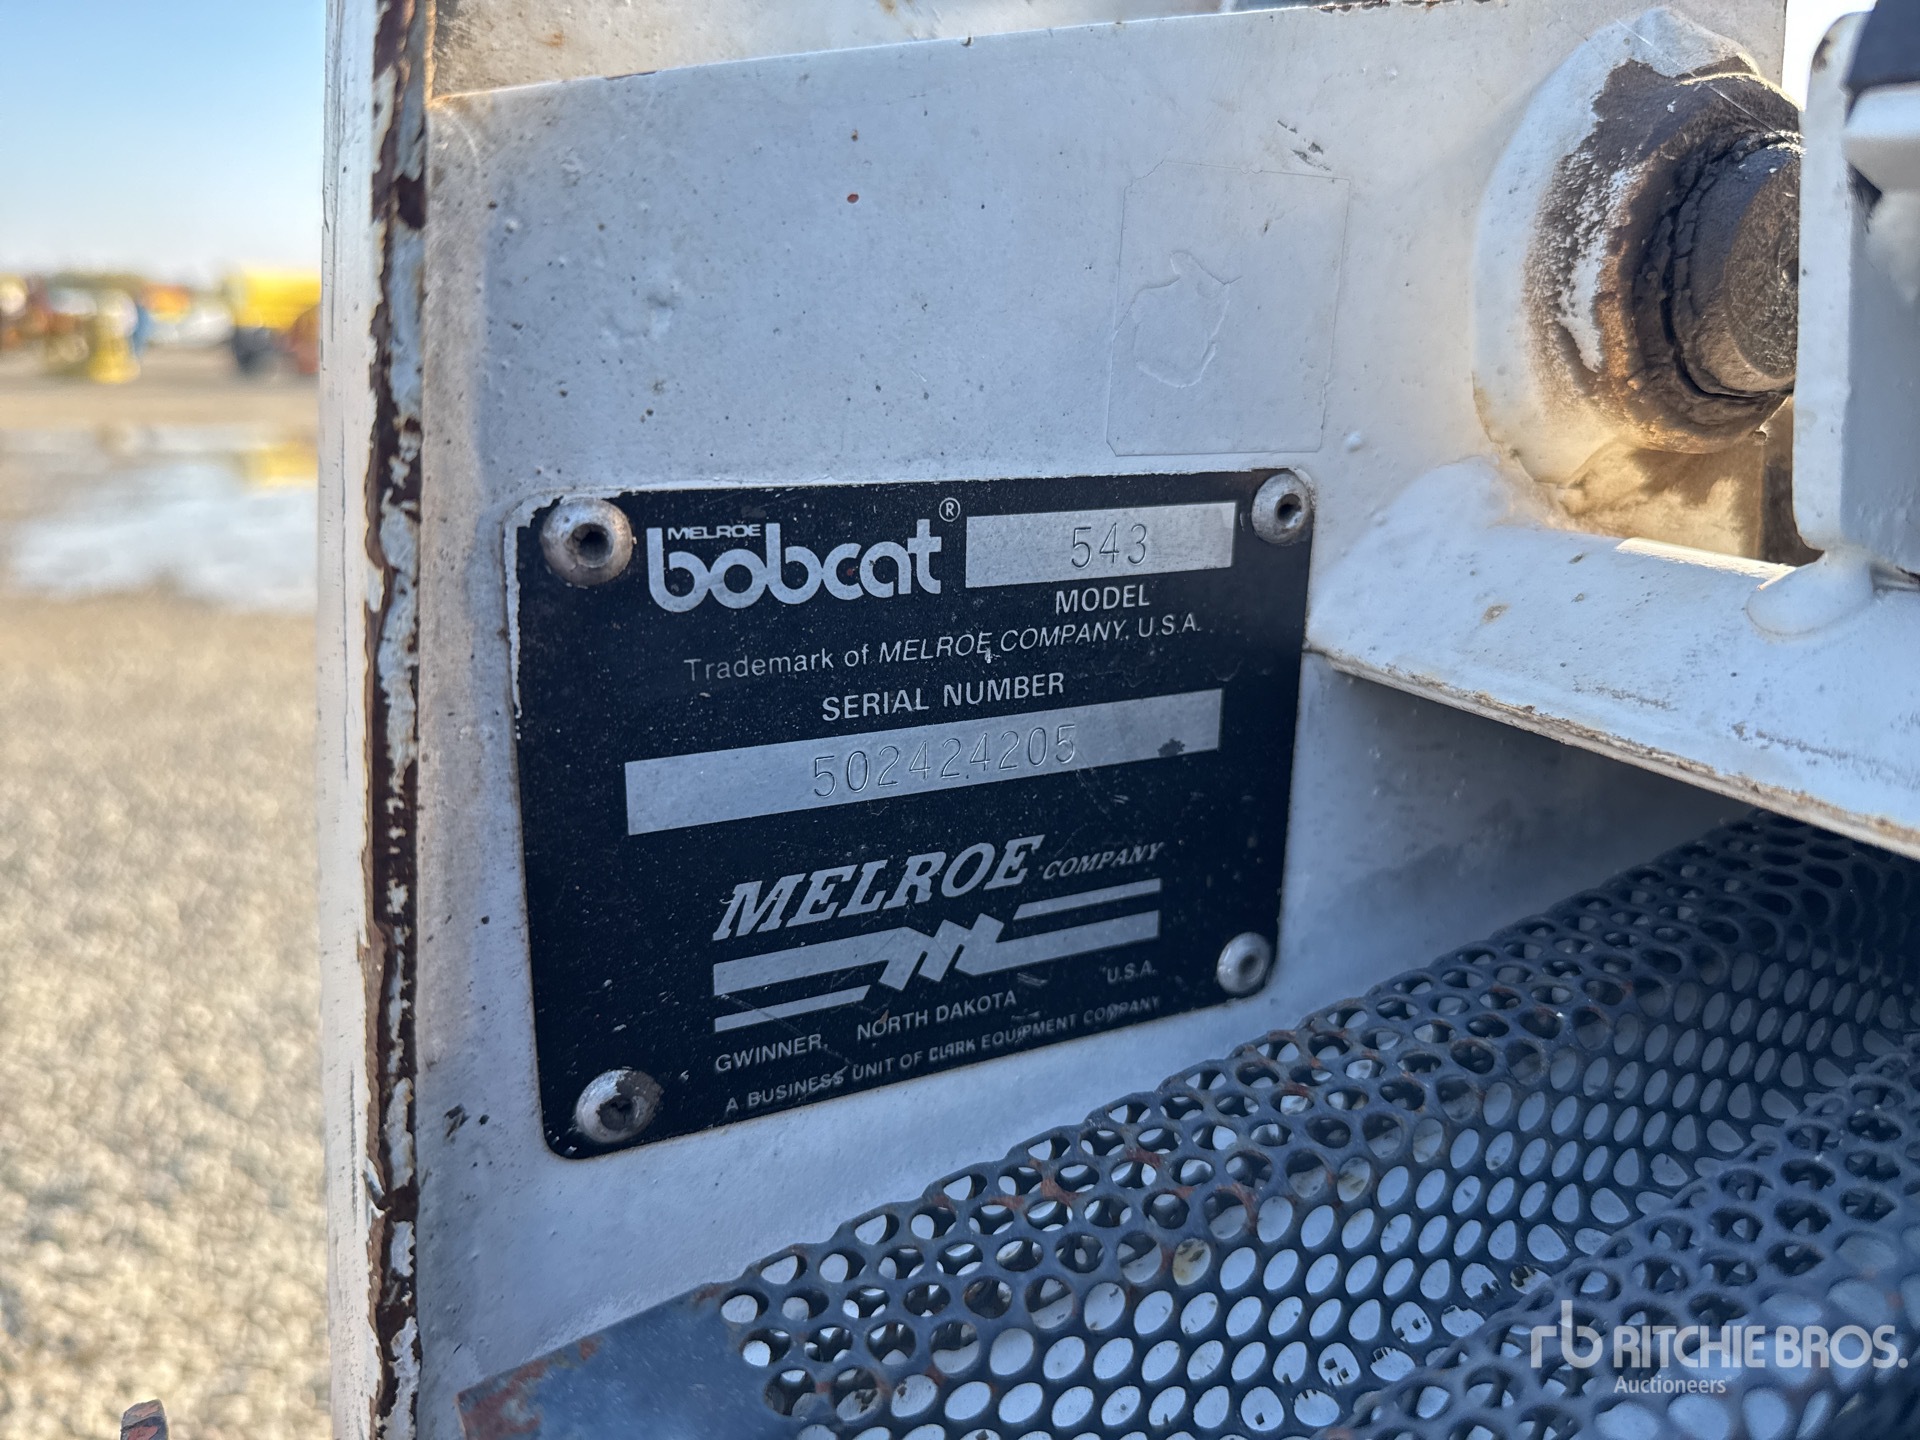 MELROE
bobcat® 543
MODEL
Trademark of MELROE COMPANY, U.S.A.
SERIAL NUMBER
502424205
MELROE COMPANY
GWINNER, NORTH DAKOTA U.S.A.
A BUSINESS UNIT OF CLARK EQUIPMENT COMPANY
rb RITCHIE BROS.
Auctioneers